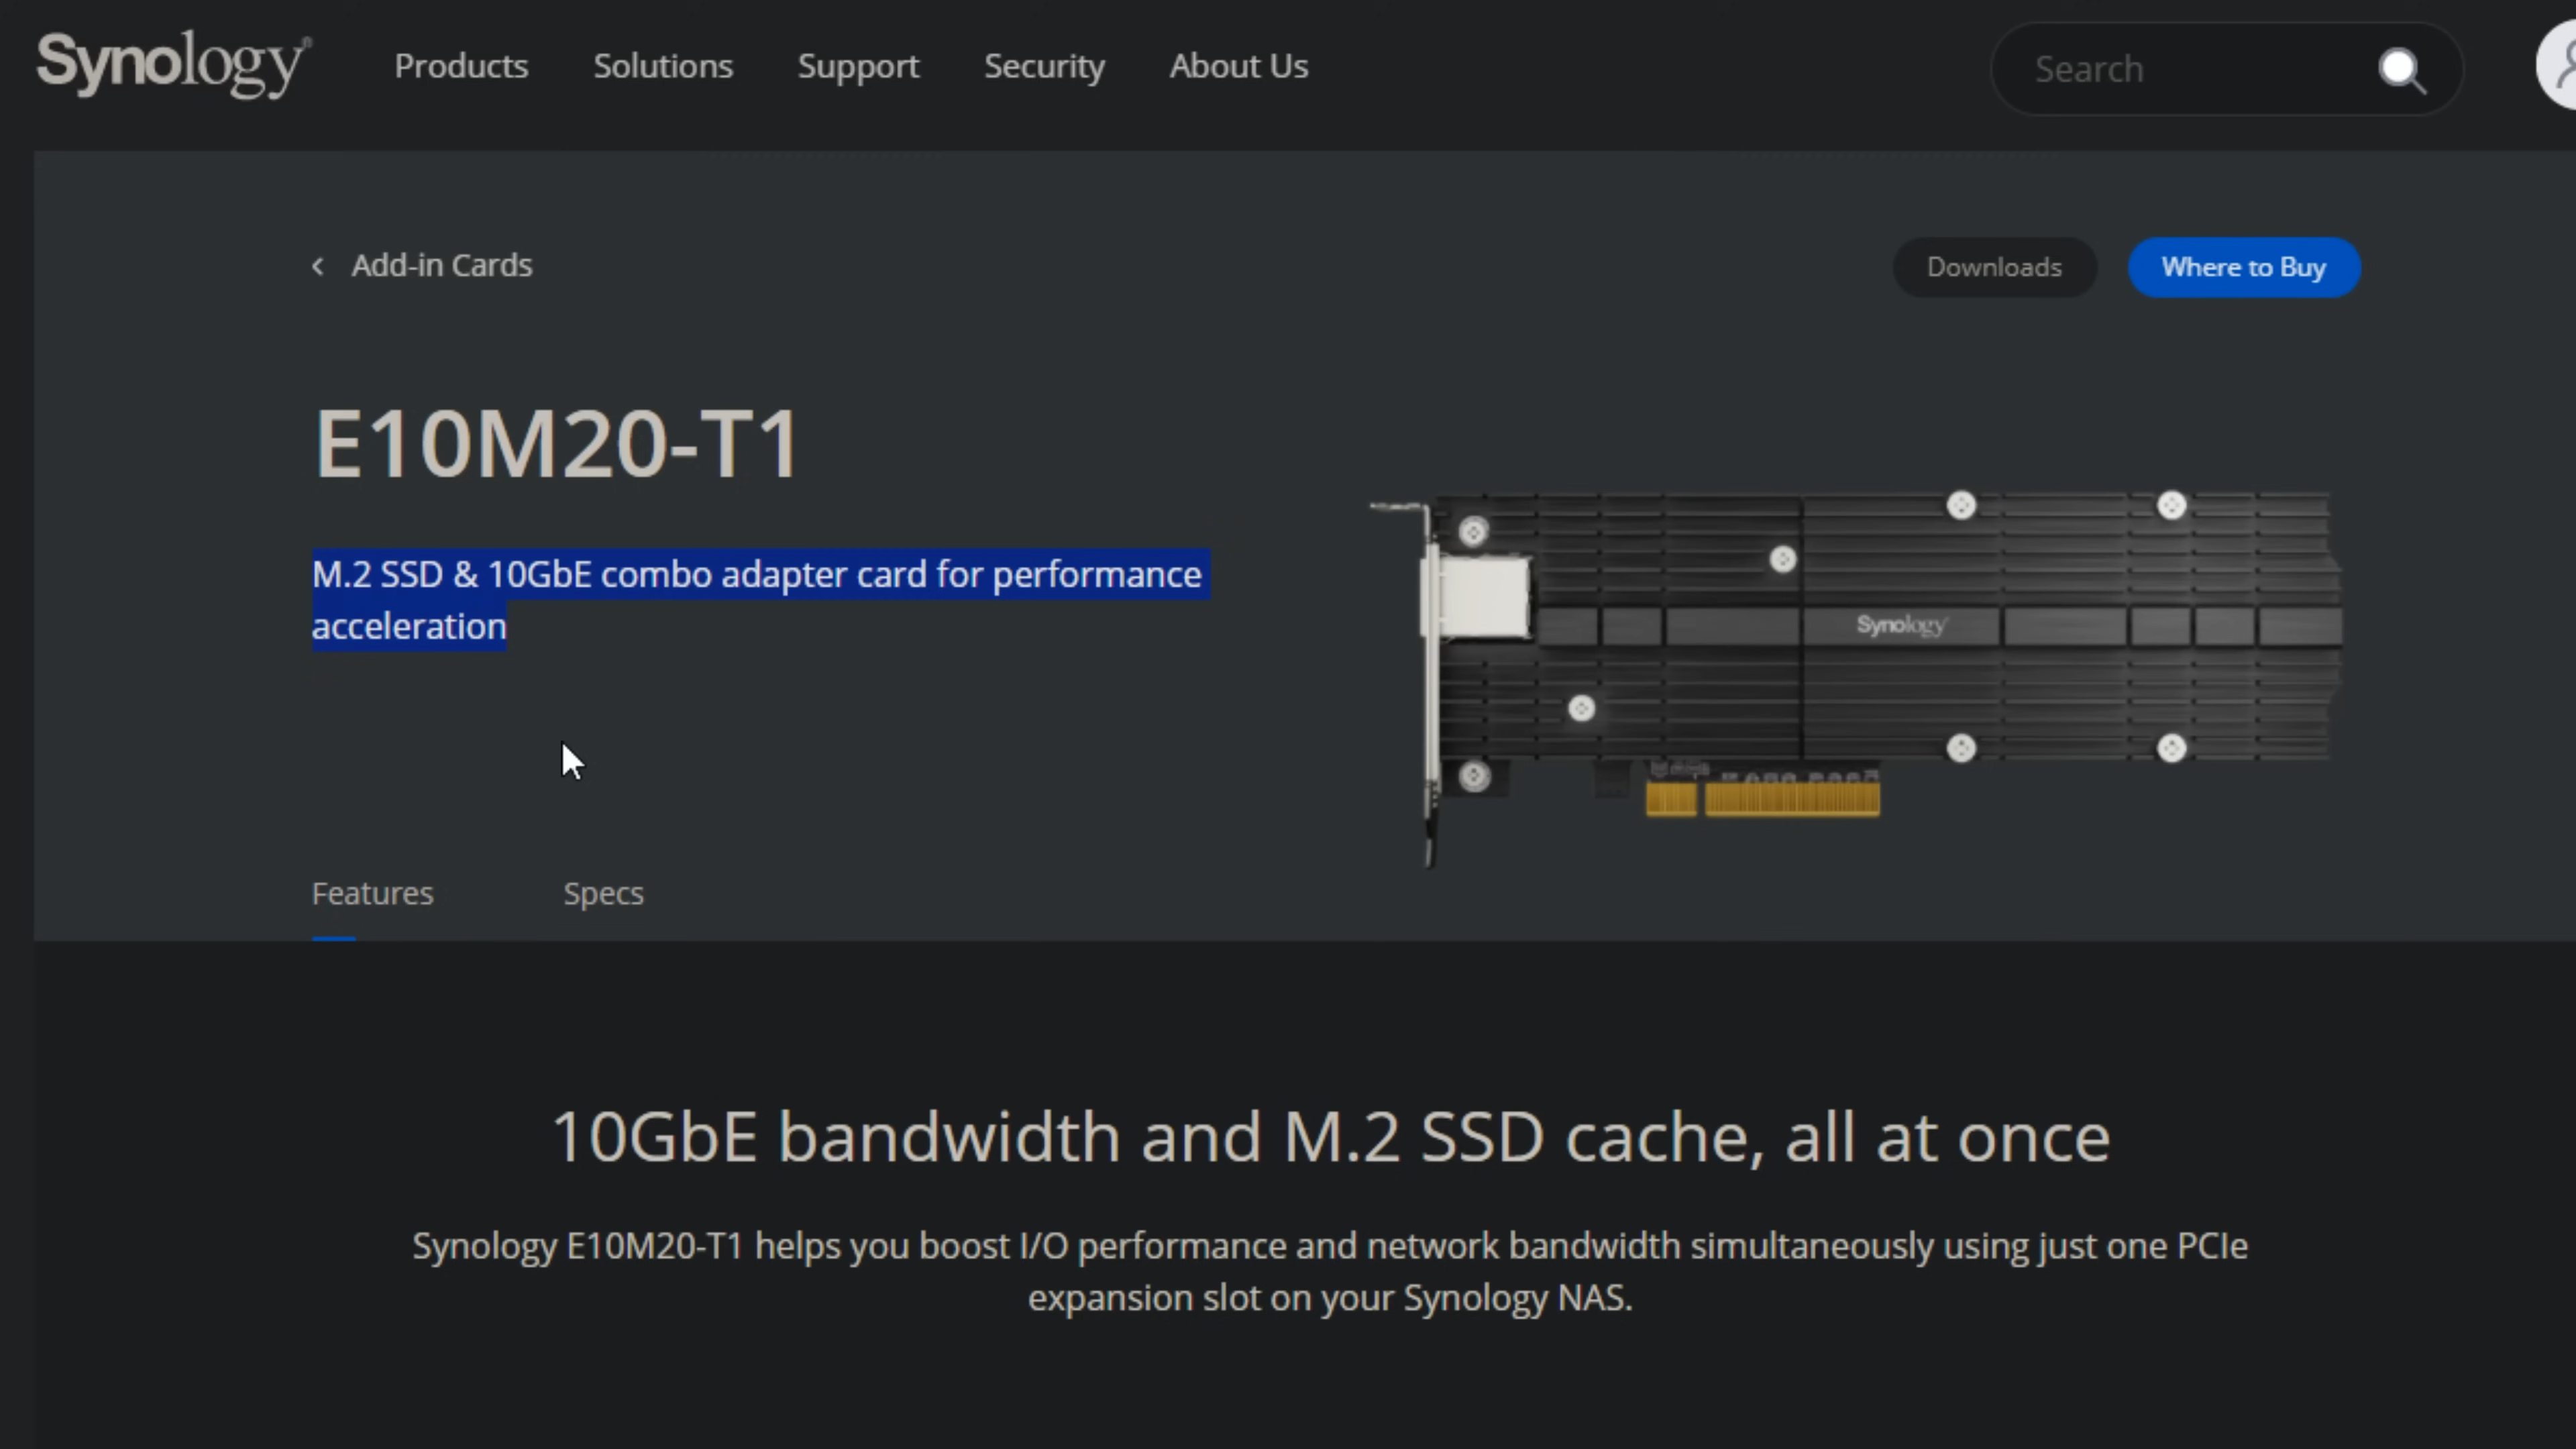 Synology
Products
Solutions
Support
Security
About Us
Search
Add-in Cards
Downloads
Where to Buy
E10M20-T1
M.2 SSD & 10GbE combo adapter card for performance
acceleration
Synology
Features
Specs
10GbE bandwidth and M.2 SSD cache, all at once
Synology E10M20-T1 helps you boost I/O performance and network bandwidth simultaneously using just one PCIe
expansion slot on your Synology NAS.